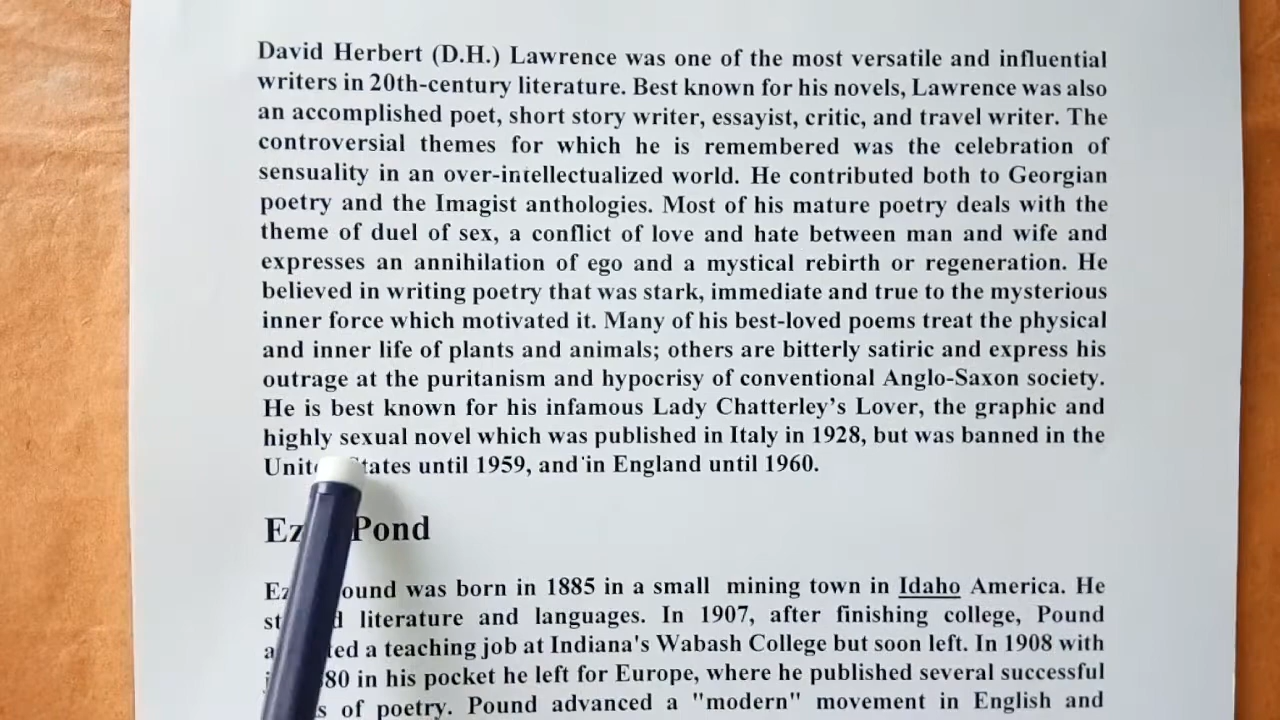 David Herbert (D.H.) Lawrence was one of the most versatile and influential
writers in 20th-century literature. Best known for his novels, Lawrence was also
an accomplished poet, short story writer, essayist, critic, and travel writer. The
controversial themes for which he is remembered was the celebration of
sensuality in an over-intellectualized world. He contributed both to Georgian
poetry and the Imagist anthologies. Most of his mature poetry deals with the
theme of duel of sex, a conflict of love and hate between man and wife and
expresses an annihilation of ego and a mystical rebirth or regeneration. He
believed in writing poetry that was stark, immediate and true to the mysterious
inner force which motivated it. Many of his best-loved poems treat the physical
and inner life of plants and animals; others are bitterly satiric and express his
outrage at the puritanism and hypocrisy of conventional Anglo-Saxon society.
He is best known for his infamous Lady Chatterley's Lover, the graphic and
highly sexual novel which was published in Italy in 1928, but was banned in the
until 1959, and in England until 1960.
Pond
was born in 1885 in a small mining town in Idaho America. He
literature and languages. In 1907, after finishing college, Pound
a teaching job at Indiana's Wabash College but soon left. In 1908 with
80 in his pocket he left for Europe, where he published several successful
of poetry. Pound advanced a "modern" movement in English and